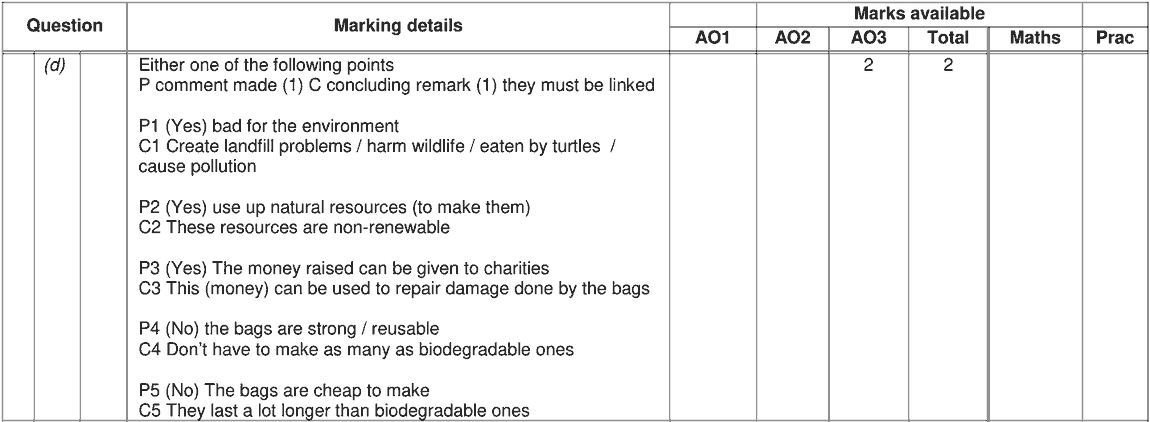 Question Marking details Marks available
AO1 AO2 AO3 Total Maths Prac
(d) Either one of the following points 2 2
P comment made (1) C concluding remark (1) they must be linked
P1 (Yes) bad for the environment
C1 Create landfill problems / harm wildlife / eaten by turtles /
cause pollution
P2 (Yes) use up natural resources (to make them)
C2 These resources are non-renewable
P3 (Yes) The money raised can be given to charities
C3 This (money) can be used to repair damage done by the bags
P4 (No) the bags are strong / reusable
C4 Don't have to make as many as biodegradable ones
P5 (No) The bags are cheap to make
C5 They last a lot longer than biodegradable ones